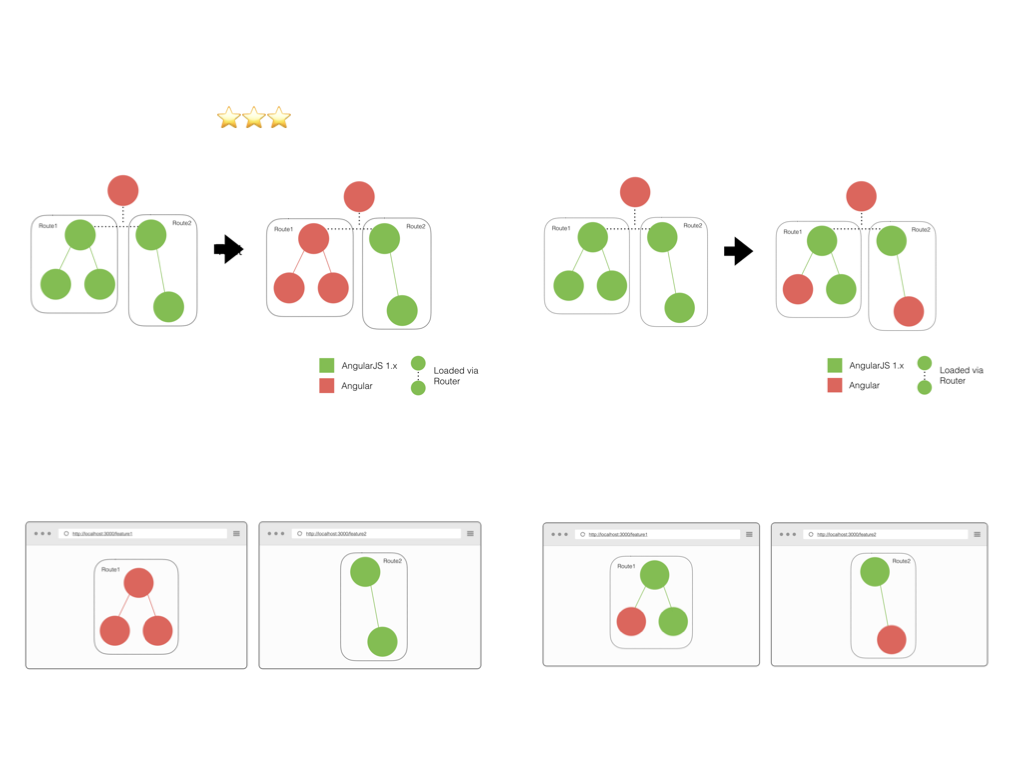 Route1
Route2
Route1
Route2
AngularJS 1.x
Angular
Loaded via
Router
Route1
Route2
Route1
Route2
AngularJS 1.x
Angular
Loaded via
Router
http://localhost:3000/feature1
Route1
http://localhost:3000/feature2
Route2
http://localhost:3000/feature1
Route1
http://localhost:3000/feature2
Route2